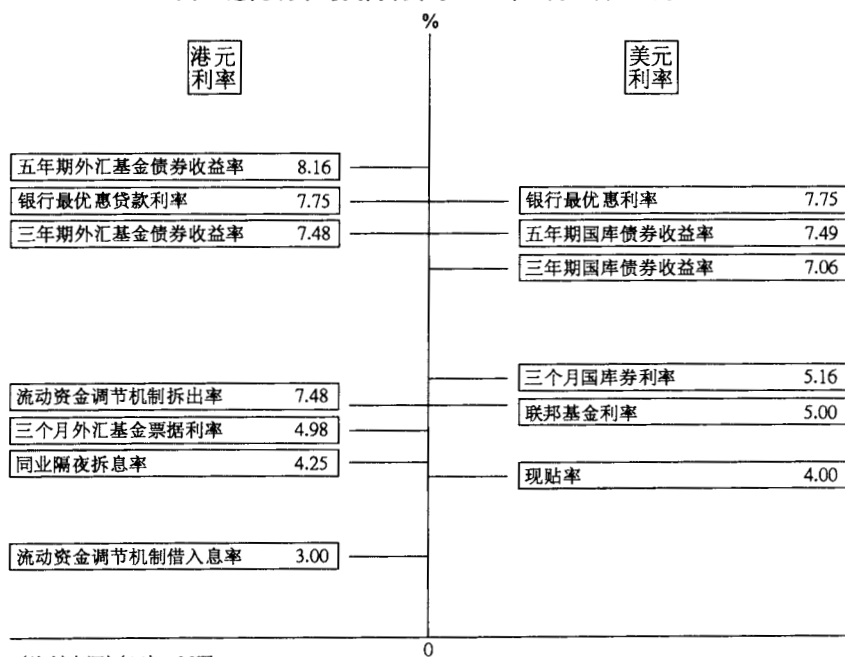 %
港元
利率
美元
利率
五年期外汇基金债券收益率 8.16
银行最优惠贷款利率 7.75
三年期外汇基金债券收益率 7.48
银行最优惠利率 7.75
五年期国库债券收益率 7.49
三年期国库债券收益率 7.06
流动资金调节机制拆出率 7.48
三个月外汇基金票据利率 4.98
同业隔夜拆息率 4.25
三个月国库券利率 5.16
联邦基金利率 5.00
现贴率 4.00
流动资金调节机制借入息率 3.00
0